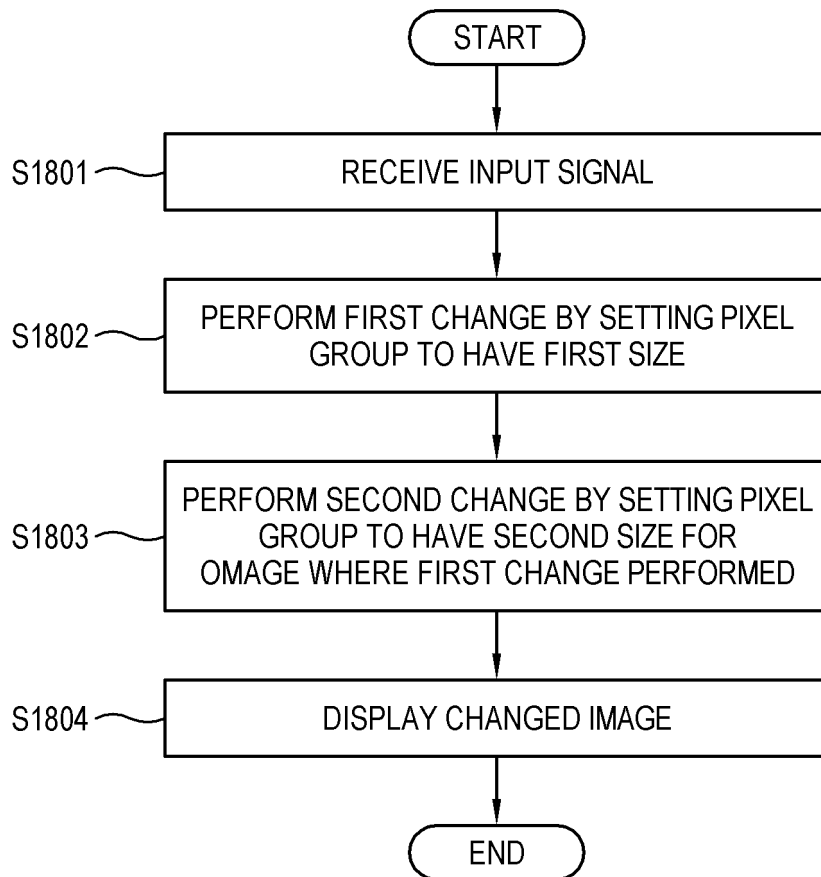 START
S1801
RECEIVE INPUT SIGNAL
S1802
PERFORM FIRST CHANGE BY SETTING PIXEL
GROUP TO HAVE FIRST SIZE
S1803
PERFORM SECOND CHANGE BY SETTING PIXEL
GROUP TO HAVE SECOND SIZE FOR
OMAGE WHERE FIRST CHANGE PERFORMED
S1804
DISPLAY CHANGED IMAGE
END